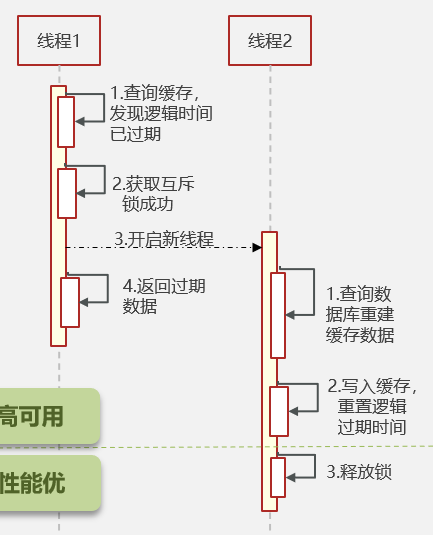 线程1
线程2
1.查询缓存，
发现逻辑时间
已过期
2.获取互斥
锁成功
3.开启新线程
4.返回过期
数据
1.查询数
据库重建
缓存数据
2.写入缓存，
重置逻辑
过期时间
3.释放锁
高可用
性能优